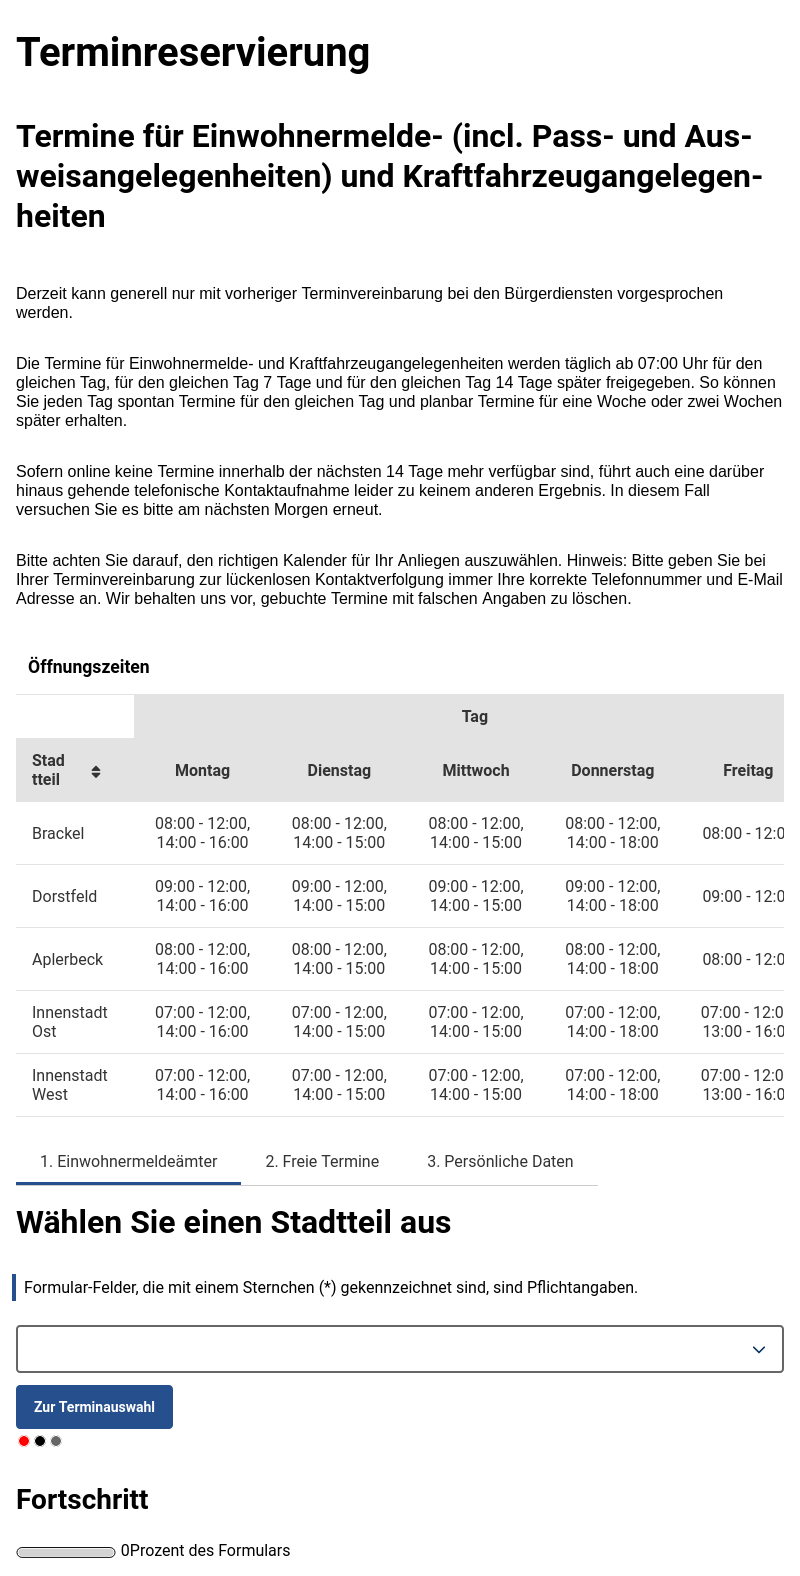 Terminreservierung
Termine für Einwohnermelde- (incl. Pass- und Aus-
weisangelegenheiten) und Kraftfahrzeugangelegen-
heiten
Derzeit kann generell nur mit vorheriger Terminvereinbarung bei den Bürgerdiensten vorgesprochen
werden.
Die Termine für Einwohnermelde- und Kraftfahrzeugangelegenheiten werden täglich ab 07:00 Uhr für den
gleichen Tag, für den gleichen Tag 7 Tage und für den gleichen Tag 14 Tage später freigegeben. So können
Sie jeden Tag spontan Termine für den gleichen Tag und planbar Termine für eine Woche oder zwei Wochen
später erhalten.
Sofern online keine Termine innerhalb der nächsten 14 Tage mehr verfügbar sind, führt auch eine darüber
hinaus gehende telefonische Kontaktaufnahme leider zu keinem anderen Ergebnis. In diesem Fall
versuchen Sie es bitte am nächsten Morgen erneut.
Bitte achten Sie darauf, den richtigen Kalender für Ihr Anliegen auszuwählen. Hinweis: Bitte geben Sie bei
Ihrer Terminvereinbarung zur lückenlosen Kontaktverfolgung immer Ihre korrekte Telefonnummer und E-Mail
Adresse an. Wir behalten uns vor, gebuchte Termine mit falschen Angaben zu löschen.
Öffnungszeiten
Tag
Stad
tteil
Montag Dienstag Mittwoch Donnerstag Freitag
Brackel
08:00 - 12:00, 08:00 - 12:00, 08:00 - 12:00, 08:00 - 12:00, 08:00 - 12:0
14:00 - 16:00 14:00 - 15:00 14:00 - 15:00 14:00 - 18:00
Dorstfeld
09:00 - 12:00, 09:00 - 12:00, 09:00 - 12:00, 09:00 - 12:00, 09:00 - 12:0
14:00 - 16:00 14:00 - 15:00 14:00 - 15:00 14:00 - 18:00
Aplerbeck
08:00 - 12:00, 08:00 - 12:00, 08:00 - 12:00, 08:00 - 12:00, 08:00 - 12:0
14:00 - 16:00 14:00 - 15:00 14:00 - 15:00 14:00 - 18:00
Innenstadt 07:00 - 12:00, 07:00 - 12:00, 07:00 - 12:00, 07:00 - 12:00, 07:00 - 12:0
Ost 14:00 - 16:00 14:00 - 15:00 14:00 - 15:00 14:00 - 18:00 13:00 - 16:0
Innenstadt 07:00 - 12:00, 07:00 - 12:00, 07:00 - 12:00, 07:00 - 12:00, 07:00 - 12:0
West 14:00 - 16:00 14:00 - 15:00 14:00 - 15:00 14:00 - 18:00 13:00 - 16:0
1. Einwohnermeldeämter 2. Freie Termine 3. Persönliche Daten
Wählen Sie einen Stadtteil aus
Formular-Felder, die mit einem Sternchen (*) gekennzeichnet sind, sind Pflichtangaben.
Zur Terminauswahl
Fortschritt
0Prozent des Formulars